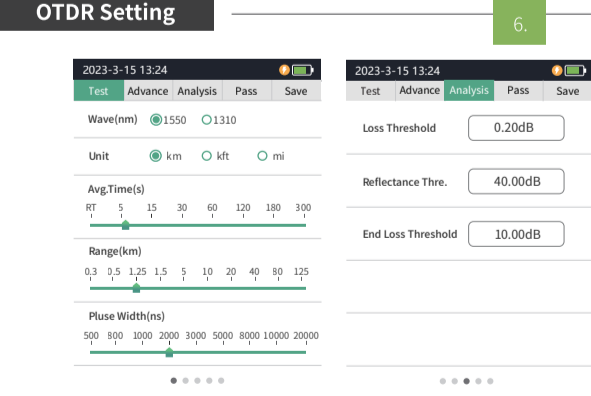 OTDR Setting
6.
2023-3-15 13:24
Test Advance Analysis Pass Save
Wave(nm) 1550 1310
Unit km kft mi
Avg.Time(s)
RT 5 15 30 60 120 180 300
Range(km)
0.3 0.5 1.25 1.5 5 10 20 40 80 125
Pluse Width(ns)
500 800 1000 2000 3000 5000 8000 10000 20000
2023-3-15 13:24
Test Advance Analysis Pass Save
Loss Threshold 0.20dB
Reflectance Thre. 40.00dB
End Loss Threshold 10.00dB